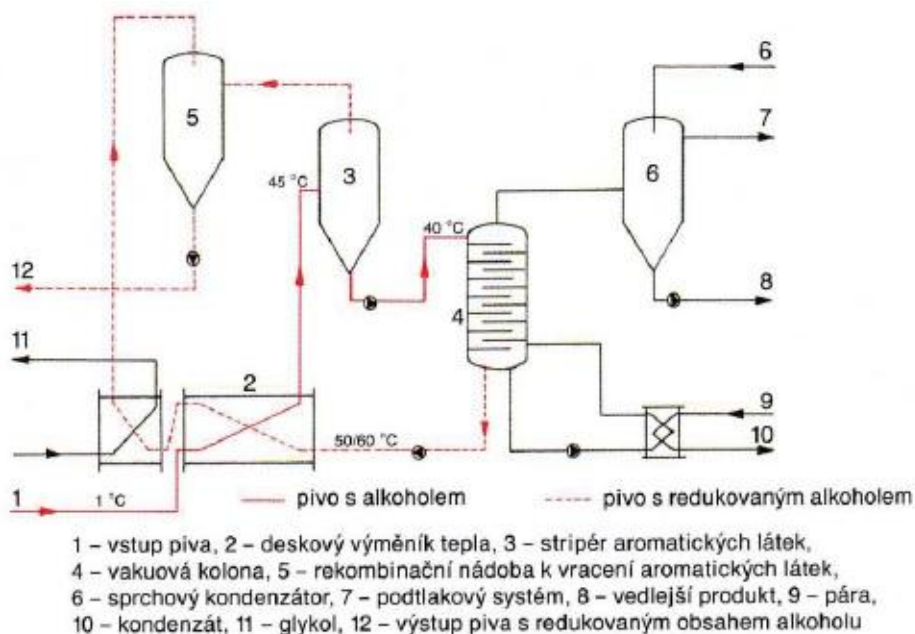 6
5
7
3
6
45 °C
40 °C
12
8
4
11
2
9
50/60 °C
10
1
1 °C
pivo s alkoholem
pivo s redukovaným alkoholem
1 – vstup piva, 2 – deskový výměník tepla, 3 – stripér aromatických látek,
4 – vakuová kolona, 5 – rekombinační nádoba k vracení aromatických látek,
6 – sprchový kondenzátor, 7 – podtlakový systém, 8 – vedlejší produkt, 9 – pára,
10 – kondenzát, 11 – glykol, 12 – výstup piva s redukovaným obsahem alkoholu